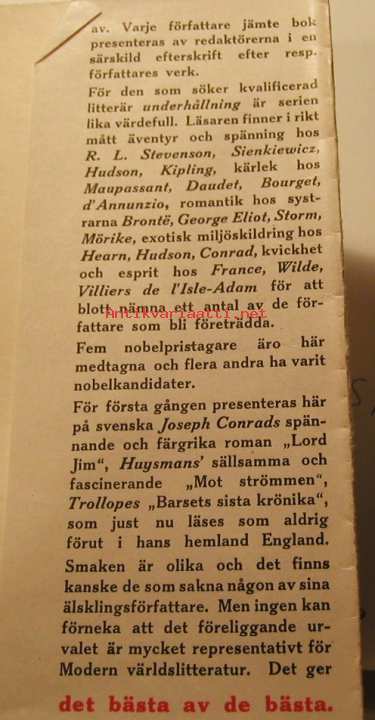 av. Varje författare jämte bok
presenteras av redaktörerna i en
särskild efterskrift efter resp.
författares verk.
För den som söker kvalificerad
litterär underhållning är serien
lika värdefull. Läsaren finner i rikt
mått äventyr och spänning hos
R. L. Stevenson, Sienkiewicz,
Hudson, Kipling, kärlek hos
Maupassant, Daudet, Bourget,
d'Annunzio, romantik hos syst-
rarna Brontë, George Eliot, Storm,
Mörike, exotisk miljöskildring hos
Hearn, Hudson, Conrad, kvickhet
och esprit hos France, Wilde,
Villiers de l'Isle-Adam för att
blott nämna ett antal av de för-
Antikvariaatti.net
fattare som bli företrädda.
Fem nobelpristagare äro här
medtagna och flera andra ha varit
nobelkandidater.
För första gången presenteras här
på svenska Joseph Conrads spän-
nande och färgrika roman „Lord
Jim“, Huysmans' sällsamma och
fascinerande „Mot strömmen“,
Trollopes „Barsets sista krönika“,
som just nu läses som aldrig
förut i hans hemland England.
Smaken är olika och det finns
kanske de som sakna någon av sina
älsklingsförfattare. Men ingen kan
förneka att det föreliggande ur-
valet är mycket representativt för
Modern världslitteratur. Det ger
det bästa av de bästa.